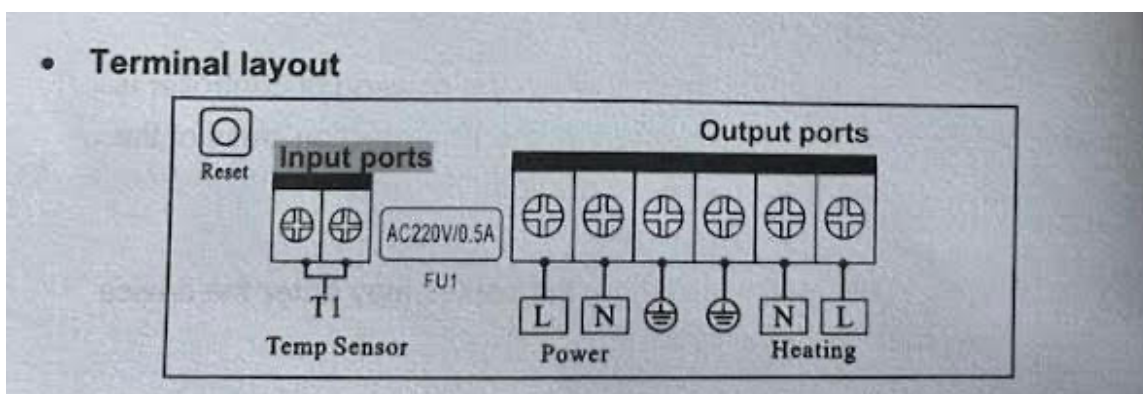 • Terminal layout
Reset
Input ports
Output ports
AC220V/0.5A
FU1
T1
Temp Sensor
L N N L
Power
Heating